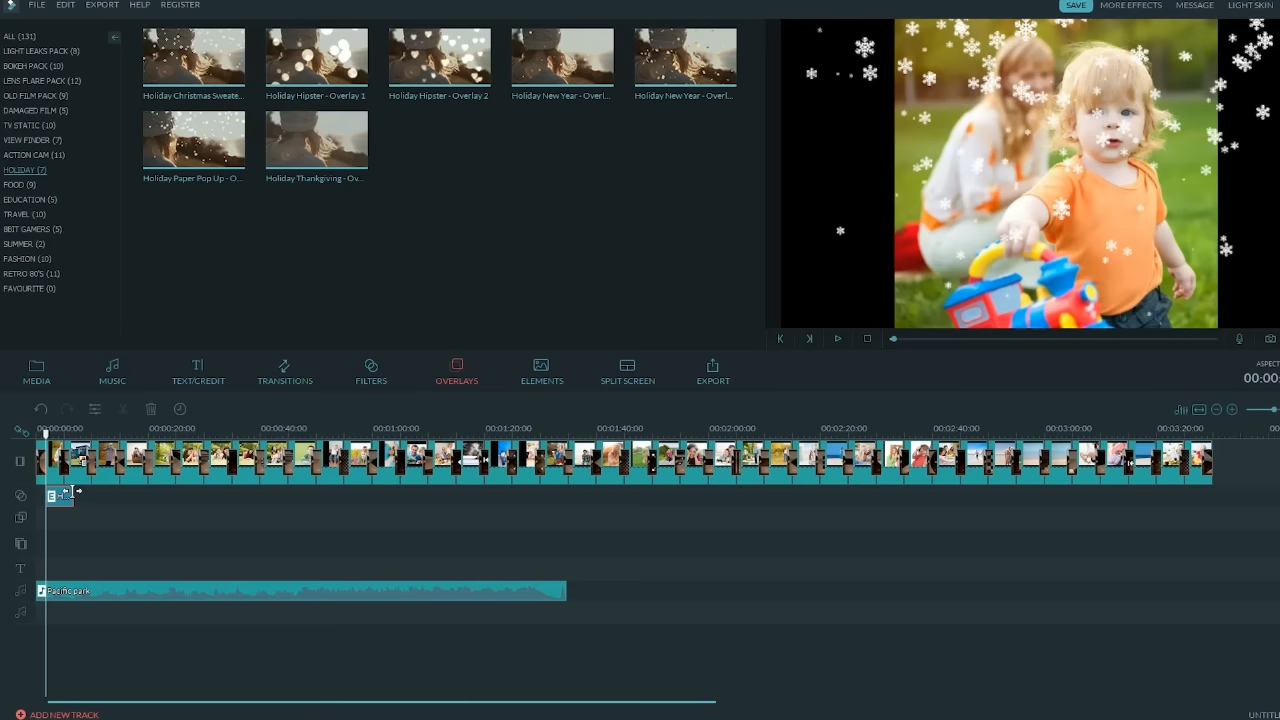 FILE EDIT EXPORT HELP REGISTER
SAVE MORE EFFECTS MESSAGE LIGHT SKIN
ALL (131)
LIGHT LEAKS PACK (8)
BOKEH PACK (10)
LENS FLARE PACK (12)
OLD FILM PACK (9)
DAMAGED FILM (5)
TV STATIC (10)
VIEW FINDER (7)
ACTION CAM (11)
HOLIDAY (7)
FOOD (9)
EDUCATION (5)
TRAVEL (10)
8BIT GAMERS (5)
SUMMER (2)
FASHION (10)
RETRO 80'S (11)
FAVOURITE (0)
Holiday Christmas Sweate...
Holiday Hipster - Overlay 1
Holiday Hipster - Overlay 2
Holiday New Year - Overl...
Holiday New Year - Overl...
Holiday Paper Pop Up - O...
Holiday Thankgiving - Ov...
ASPECT
00:00:
MEDIA
MUSIC
TEXT/CREDIT
TRANSITIONS
FILTERS
OVERLAYS
ELEMENTS
SPLIT SCREEN
EXPORT
00:00:00:00
00:00:20:00
00:00:40:00
00:01:00:00
00:01:20:00
00:01:40:00
00:02:00:00
00:02:20:00
00:02:40:00
00:03:00:00
00:03:20:00
Pacific park
ADD NEW TRACK
UNTITL